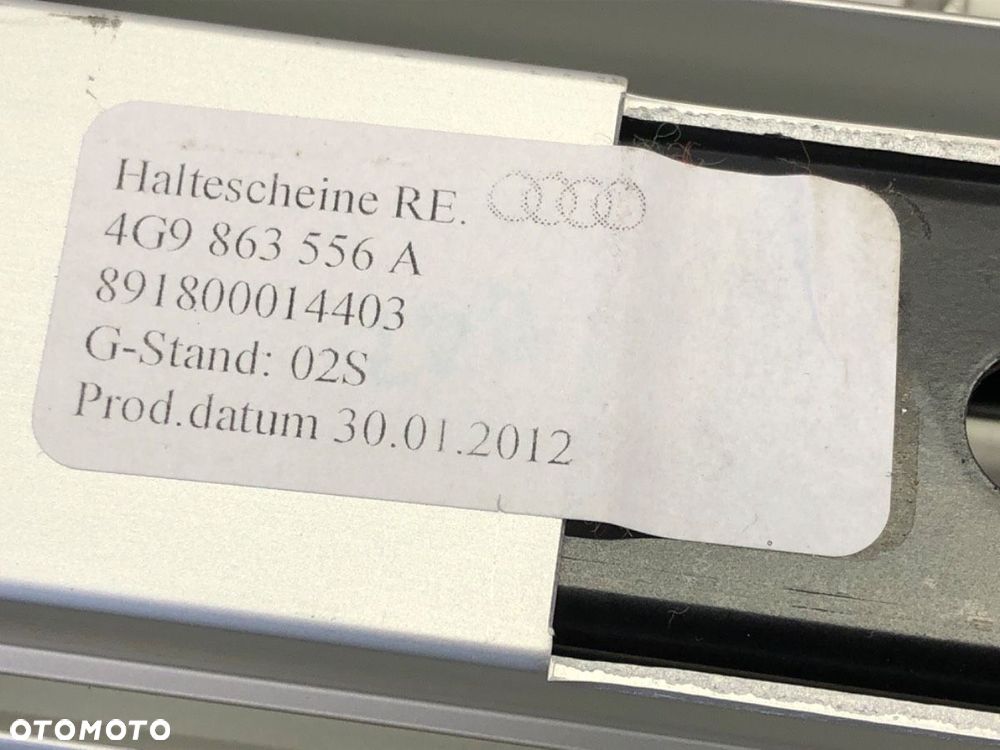 Haltescheine RE.
4G9 863 556 A
891800014403
G-Stand: 02S
Prod.datum 30.01.2012
OTOMOTO